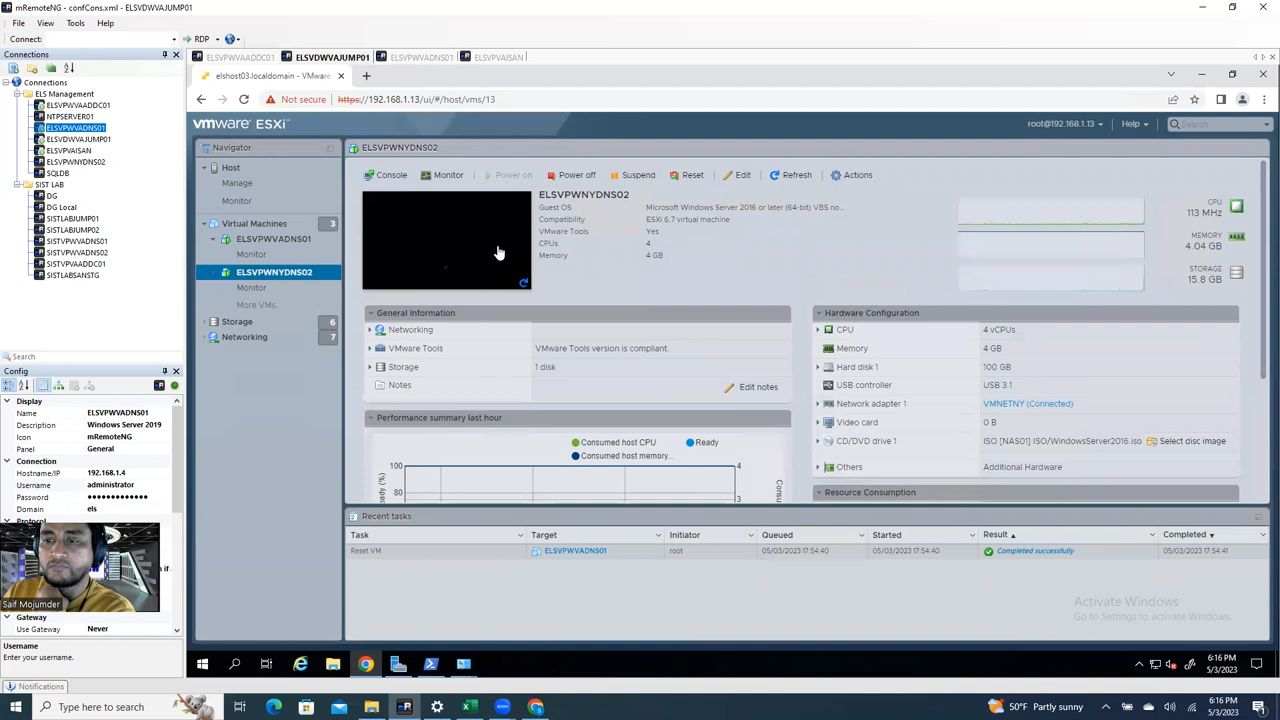 mRemoteNG - confCons.xml - ELSVDWVAJUMP01
File View Tools Help
Connect: RDP
Connections
Connections
ELS Management
ELSVPWVAADDC01
NTPSERVER01
ELSVPWVADNS01
ELSVDWVAJUMP01
ELSVPVAISAN
ELSVPWNYDNS02
SQLDB
SIST LAB
DG
DG Local
SISTLABJUMP01
SISTLABJUMP02
SISTVPWVADNS01
SISTVPWVADNS02
SISTVPVAADDC01
SISTLABSANSTG
Search
Config
Display
Name ELSVPWVADNS01
Description Windows Server 2019
Icon mRemoteNG
Panel General
Connection
Hostname/IP 192.168.1.4
Username administrator
Password ••••••••••••••
Domain els
Protocol
Saif Mojumder
Gateway
Use Gateway Never
Username
Enter your username.
Notifications
ELSVPWVAADDC01 ELSVDWVAJUMP01 ELSVPWVADNS01 ELSVPVAISAN
elshost03.localdomain - VMware
Not secure https://192.168.1.13/ui/#/host/vms/13
vmware ESXi root@192.168.1.13 Help Search
Navigator
Host
Manage
Monitor
Virtual Machines 3
ELSVPWVADNS01
Monitor
ELSVPWNYDNS02
Monitor
More VMs.
Storage 6
Networking 7
ELSVPWNYDNS02
Console Monitor Power on Power off Suspend Reset Edit Refresh Actions
ELSVPWNYDNS02
Guest OS Microsoft Windows Server 2016 or later (64-bit) VBS no...
Compatibility ESXi 6.7 virtual machine
VMware Tools Yes
CPUs 4
Memory 4 GB
CPU
113 MHz
MEMORY
4.04 GB
STORAGE
15.8 GB
General Information
Networking
VMware Tools VMware Tools version is compliant.
Storage 1 disk
Notes Edit notes
Performance summary last hour
Consumed host CPU Ready
Consumed host memory...
100
80
4
3
Hardware Configuration
CPU 4 vCPUs
Memory 4 GB
Hard disk 1 100 GB
USB controller USB 3.1
Network adapter 1 VMNETNY (Connected)
Video card 0 B
CD/DVD drive 1 ISO [NAS01] ISO/WindowsServer2016.iso Select disc image
Others Additional Hardware
Resource Consumption
Recent tasks
Task Target Initiator Queued Started Result Completed
Reset VM ELSVPWVADNS01 root 05/03/2023 17:54:40 05/03/2023 17:54:40 Completed successfully 05/03/2023 17:54:41
Activate Windows
Go to Settings to activate Windows.
6:16 PM
5/3/2023
Type here to search
50°F Partly sunny
6:16 PM
5/3/2023